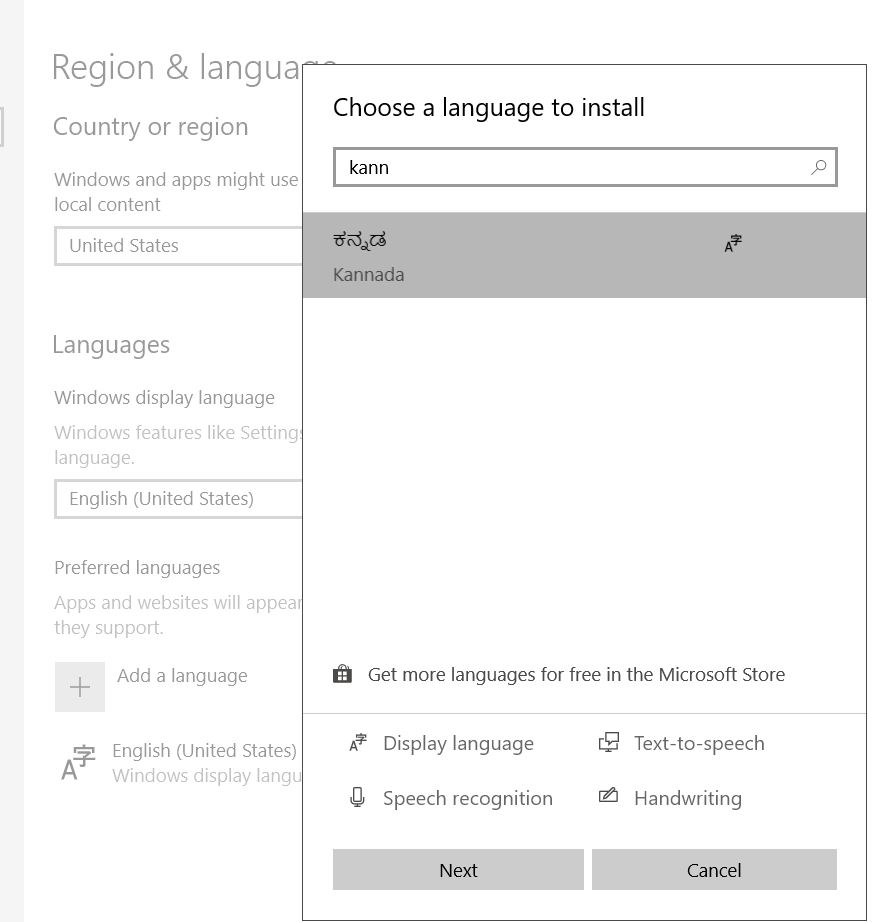 Region & language
Country or region
Windows and apps might use
local content
United States
Languages
Windows display language
Windows features like Settings
language.
English (United States)
Preferred languages
Apps and websites will appear
they support.
Add a language
English (United States)
Windows display langu
Choose a language to install
kann
ಕನ್ನಡ
Kannada
Get more languages for free in the Microsoft Store
Display language
Text-to-speech
Speech recognition
Handwriting
Next
Cancel